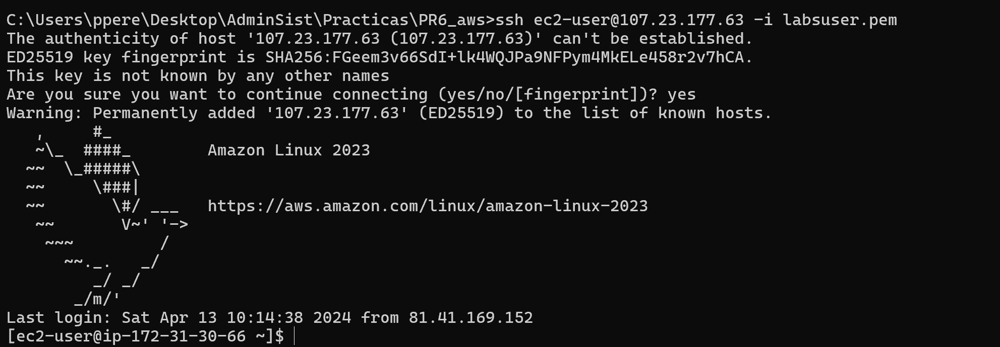 C:\Users\ppere\Desktop\AdminSist\Practicas\PR6_aws>ssh ec2-user@107.23.177.63 -i labsuser.pem
The authenticity of host '107.23.177.63 (107.23.177.63)' can't be established.
ED25519 key fingerprint is SHA256:FGeem3v66SdI+lk4WQJPa9NFPym4MkELe458r2v7hCA.
This key is not known by any other names
Are you sure you want to continue connecting (yes/no/[fingerprint])? yes
Warning: Permanently added '107.23.177.63' (ED25519) to the list of known hosts.
   ,     #_
   ~\_  ####_        Amazon Linux 2023
  ~~  \_#####\
  ~~     \###|
  ~~       \#/ ___   https://aws.amazon.com/linux/amazon-linux-2023
   ~~       V~' '->
    ~~~         /
      ~~._.   _/
         _/ _/
       _/m/'
Last login: Sat Apr 13 10:14:38 2024 from 81.41.169.152
[ec2-user@ip-172-31-30-66 ~]$